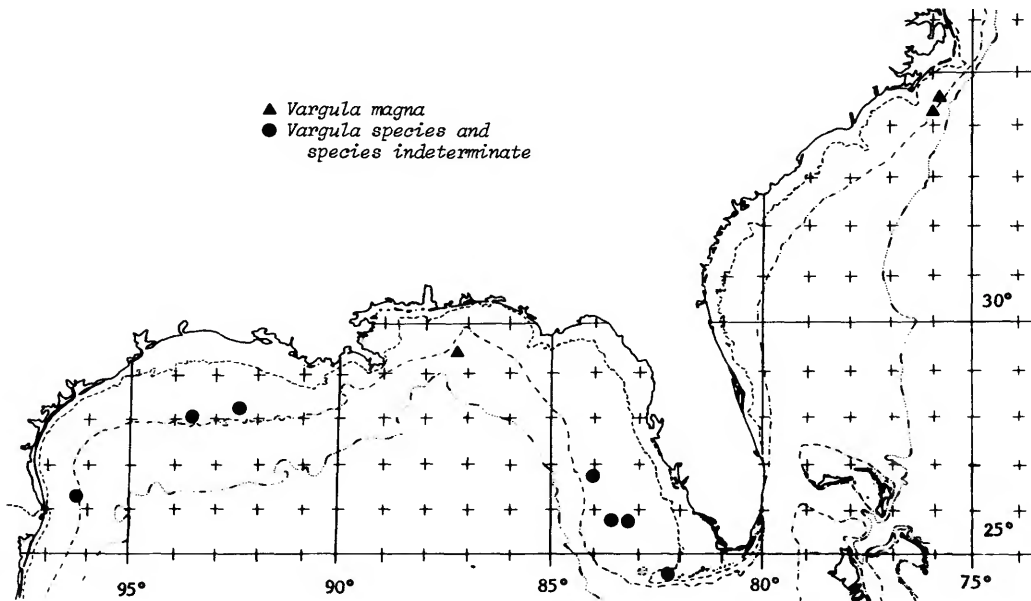 ▲ Vargula magna
● Vargula species and
species indeterminate
30°
25°
95°
90°
85°
80°
75°